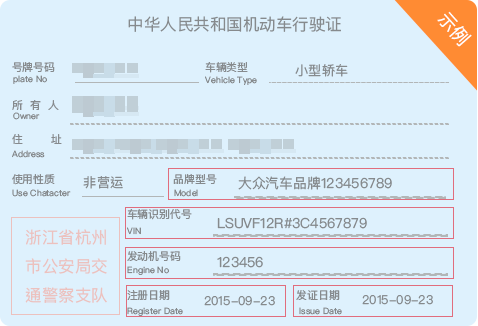 中华人民共和国机动车行驶证
示例
号牌号码
plate No
车辆类型 小型轿车
Vehicle Type
所 有 人
Owner
住 址
Address
使用性质 非营运
Use Chatacter
品牌型号 大众汽车品牌123456789
Model
车辆识别代号 LSUVF12R#3C4567879
VIN
浙江省杭州
市公安局交
通警察支队
发动机号码 123456
Engine No
注册日期 2015-09-23
Register Date
发证日期 2015-09-23
Issue Date